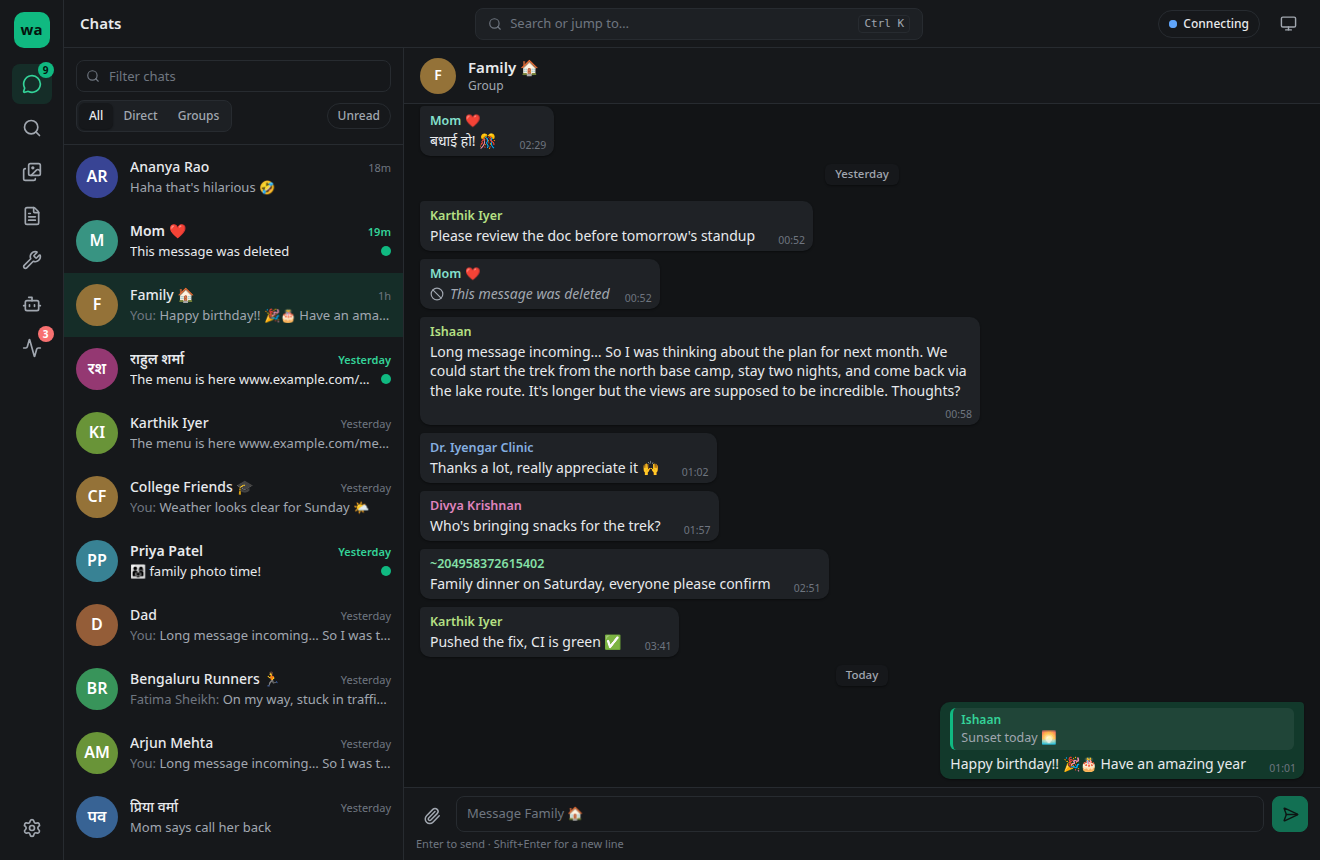 wa
Chats
Search or jump to...
Ctrl K
Connecting
9
3
Filter chats
All
Direct
Groups
Unread
AR
Ananya Rao
18m
Haha that's hilarious 🤣
M
Mom ❤️
19m
This message was deleted
F
Family 🏠
1h
You: Happy birthday!! 🎉🎂 Have an ama...
रश
राहुल शर्मा
Yesterday
The menu is here www.example.com/...
KI
Karthik Iyer
Yesterday
The menu is here www.example.com/me...
CF
College Friends 🎓
Yesterday
You: Weather looks clear for Sunday 🌤️
PP
Priya Patel
Yesterday
👨‍👩‍👧 family photo time!
D
Dad
Yesterday
You: Long message incoming... So I was t...
BR
Bengaluru Runners 🏃
Yesterday
Fatima Sheikh: On my way, stuck in traffi...
AM
Arjun Mehta
Yesterday
You: Long message incoming... So I was t...
पव
प्रिया वर्मा
Yesterday
Mom says call her back
F
Family 🏠
Group
Mom ❤️
बधाई हो! 🎊
02:29
Yesterday
Karthik Iyer
Please review the doc before tomorrow's standup
00:52
Mom ❤️
This message was deleted
00:52
Ishaan
Long message incoming... So I was thinking about the plan for next month. We
could start the trek from the north base camp, stay two nights, and come back via
the lake route. It's longer but the views are supposed to be incredible. Thoughts?
00:58
Dr. Iyengar Clinic
Thanks a lot, really appreciate it 🙌
01:02
Divya Krishnan
Who's bringing snacks for the trek?
01:57
~204958372615402
Family dinner on Saturday, everyone please confirm
02:51
Karthik Iyer
Pushed the fix, CI is green ✅
03:41
Today
Ishaan
Sunset today 🌅
Happy birthday!! 🎉🎂 Have an amazing year
01:01
Message Family 🏠
Enter to send · Shift+Enter for a new line